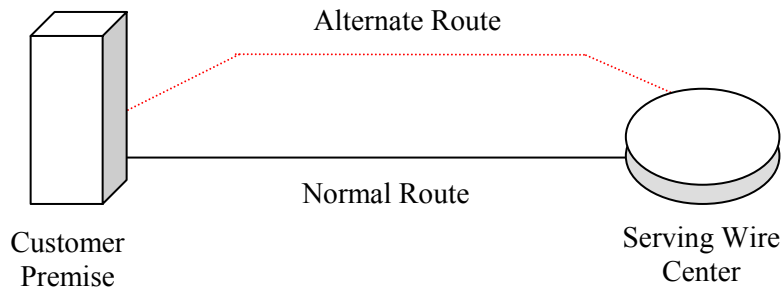 Alternate Route
Normal Route
Customer
Premise
Serving Wire
Center